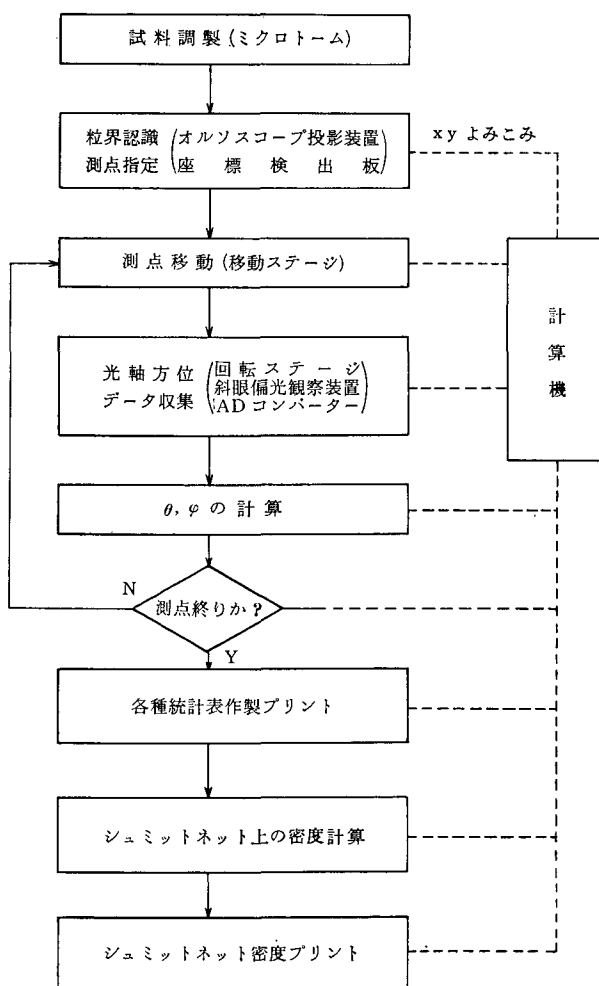 試料調製(ミクロトーム)
粒界認識(オルソスコープ投影装置
測点指定 座標検出板)
xyよみこみ
測点移動(移動ステージ)
計算機
光軸方位(回転ステージ
斜眼偏光観察装置
データ収集 ADコンバーター)
θ, φの計算
N
測点終りか?
Y
各種統計表作製プリント
シュミットネット上の密度計算
シュミットネット密度プリント